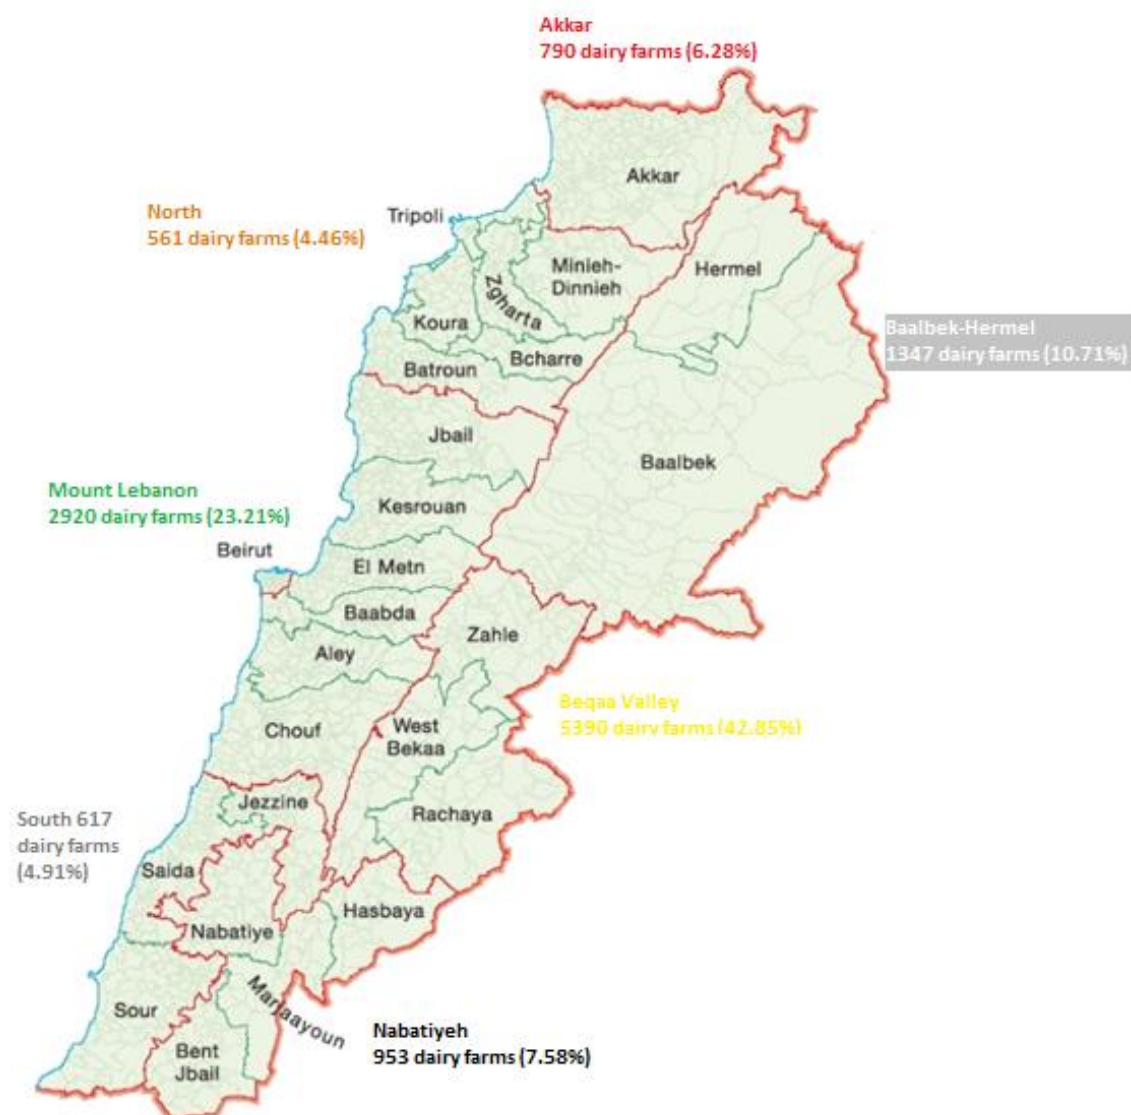 Akkar
790 dairy farms (6.28%)
Akkar
North
561 dairy farms (4.46%)
Tripoli
Minieh-
Dinnieh
Hermel
Zgharta
Koura
Baalbek-Hermel
1347 dairy farms (10.71%)
Bcharre
Batroun
Jbail
Baalbek
Mount Lebanon
2920 dairy farms (23.21%)
Kesrouan
Beirut
El Metn
Baabda
Zahle
Aley
Beqaa Valley
5390 dairy farms (42.85%)
Chouf
West
Bekaa
Jezzine
Rachaya
South 617
dairy farms
(4.91%)
Saida
Hasbaya
Nabatiye
Marjaayoun
Sour
Nabatiyeh
953 dairy farms (7.58%)
Bent
Jbail